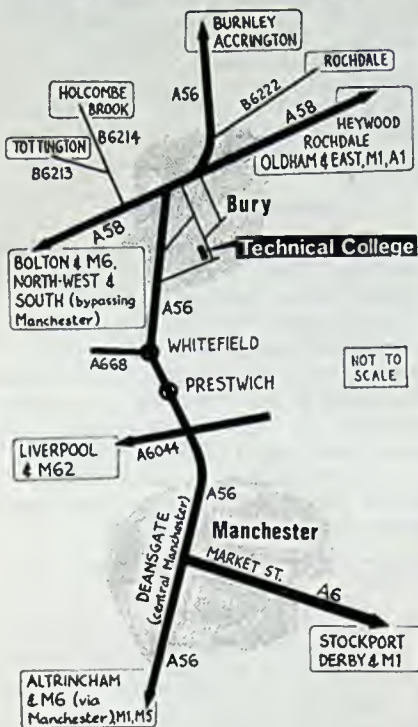 BURNLEY
ACCRINGTON
A56
B6222
ROCHDALE
A58
HEYWOOD
ROCHDALE
OLDHAM & EAST, M1, A1
HOLCOMBE
BROOK
B6214
TOTTINGTON
B6213
A58
Bury
Technical College
BOLTON & M6,
NORTH-WEST &
SOUTH (bypassing
Manchester)
A56
A668
WHITEFIELD
PRESTWICH
NOT TO
SCALE
LIVERPOOL
& M62
A6044
A56
DEANSGATE
(central Manchester)
Manchester
MARKET ST.
A6
STOCKPORT
DERBY & M1
A56
ALTRINCHAM
& M6 (via
Manchester), M1, M5